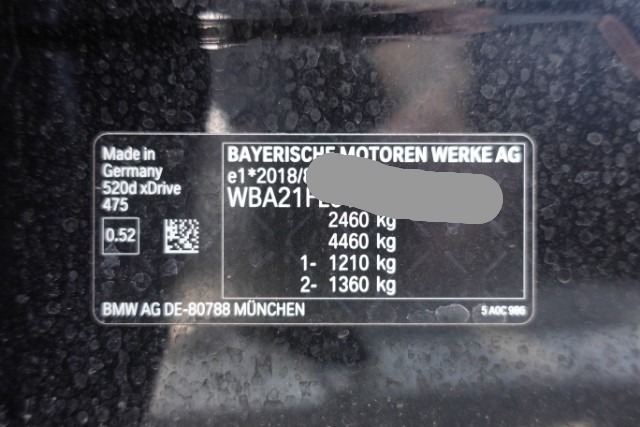 Made in
Germany
520d xDrive
475
0.52
BAYERISCHE MOTOREN WERKE AG
e1*2018/
WBA21
2460 kg
4460 kg
1- 1210 kg
2- 1360 kg
BMW AG DE-80788 MÜNCHEN
5 A0C 986